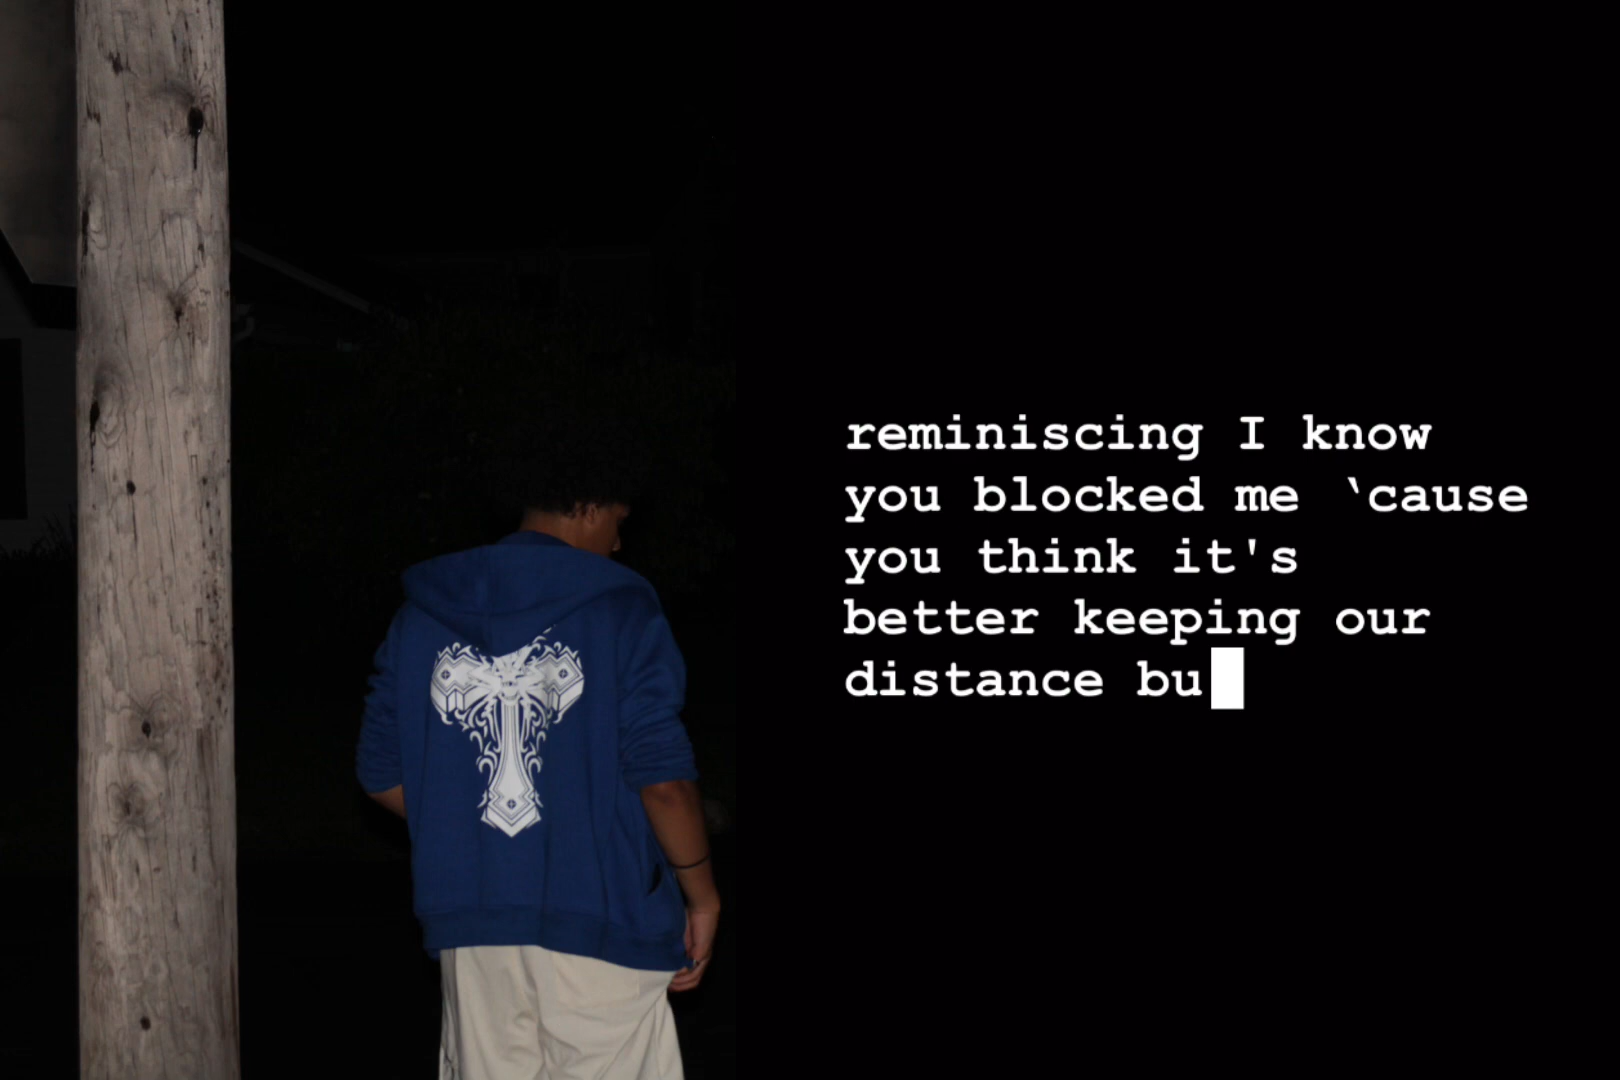 reminiscing I know
you blocked me ‘cause
you think it's
better keeping our
distance bu